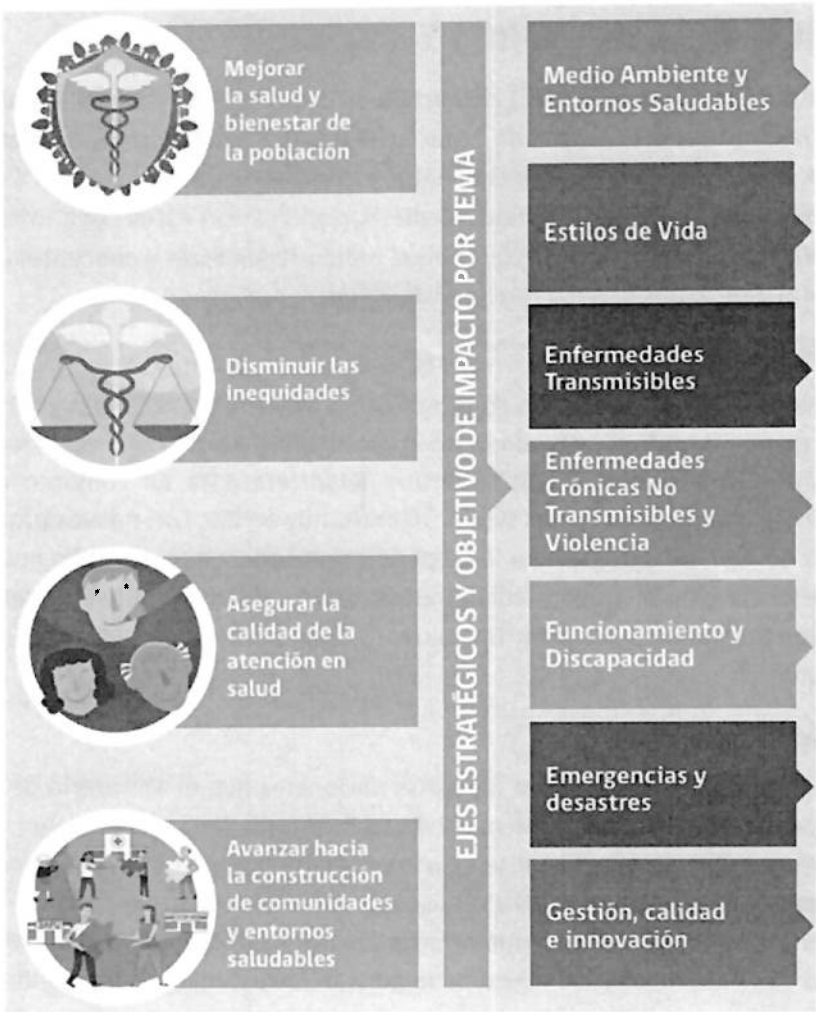 Mejorar
la salud y
bienestar de
la población
Disminuir las
inequidades
Asegurar la
calidad de la
atención en
salud
Avanzar hacia
la construcción
de comunidades
y entornos
saludables
EJES ESTRATÉGICOS Y OBJETIVO DE IMPACTO POR TEMA
Medio Ambiente y
Entornos Saludables
Estilos de Vida
Enfermedades
Transmisibles
Enfermedades
Crónicas No
Transmisibles y
Violencia
Funcionamiento y
Discapacidad
Emergencias y
desastres
Gestión, calidad
e innovación